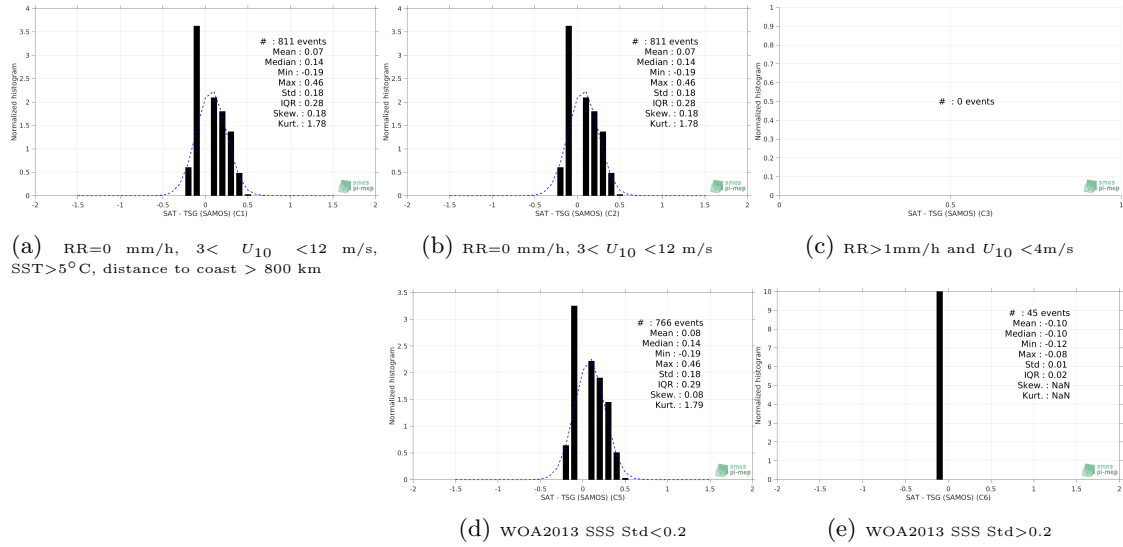 4
3.5
3
2.5
2
1.5
1
0.5
0
Normalized histogram
# : 811 events
Mean : 0.07
Median : 0.14
Min : -0.19
Max : 0.46
Std : 0.18
IQR : 0.28
Skew. : 0.18
Kurt. : 1.78
smos
pi-mep
-2 -1.5 -1 -0.5 0 0.5 1 1.5 2
SAT - TSG (SAMOS) (C1)
(a) RR=0 mm/h, 3< U10 <12 m/s,
SST>5°C, distance to coast > 800 km
4
3.5
3
2.5
2
1.5
1
0.5
0
Normalized histogram
# : 811 events
Mean : 0.07
Median : 0.14
Min : -0.19
Max : 0.46
Std : 0.18
IQR : 0.28
Skew. : 0.18
Kurt. : 1.78
smos
pi-mep
-2 -1.5 -1 -0.5 0 0.5 1 1.5 2
SAT - TSG (SAMOS) (C2)
(b) RR=0 mm/h, 3< U10 <12 m/s
1
0.9
0.8
0.7
0.6
0.5
0.4
0.3
0.2
0.1
0
Normalized histogram
# : 0 events
smos
pi-mep
0 0.5 1
SAT - TSG (SAMOS) (C3)
(c) RR>1mm/h and U10 <4m/s
3.5
3
2.5
2
1.5
1
0.5
0
Normalized histogram
# : 766 events
Mean : 0.08
Median : 0.14
Min : -0.19
Max : 0.46
Std : 0.18
IQR : 0.29
Skew. : 0.08
Kurt. : 1.79
smos
pi-mep
-2 -1.5 -1 -0.5 0 0.5 1 1.5 2
SAT - TSG (SAMOS) (C5)
(d) WOA2013 SSS Std<0.2
10
9
8
7
6
5
4
3
2
1
0
Normalized histogram
# : 45 events
Mean : -0.10
Median : -0.10
Min : -0.12
Max : -0.08
Std : 0.01
IQR : 0.02
Skew. : NaN
Kurt. : NaN
smos
pi-mep
-2 -1.5 -1 -0.5 0 0.5 1 1.5 2
SAT - TSG (SAMOS) (C6)
(e) WOA2013 SSS Std>0.2